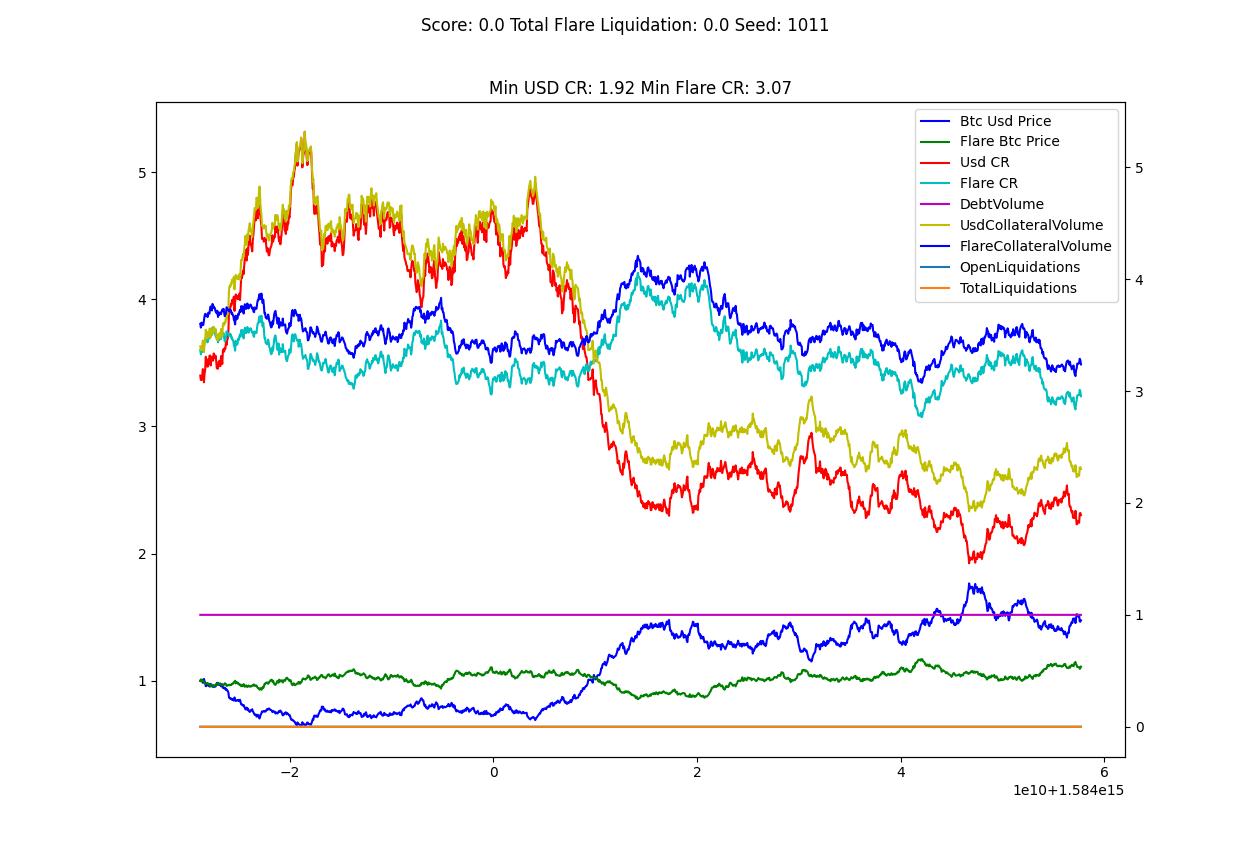 Score: 0.0 Total Flare Liquidation: 0.0 Seed: 1011
Min USD CR: 1.92 Min Flare CR: 3.07
Btc Usd Price
Flare Btc Price
Usd CR
Flare CR
DebtVolume
UsdCollateralVolume
FlareCollateralVolume
OpenLiquidations
TotalLiquidations
5
4
3
2
1
5
4
3
2
1
0
−2
0
2
4
6
1e10+1.584e15